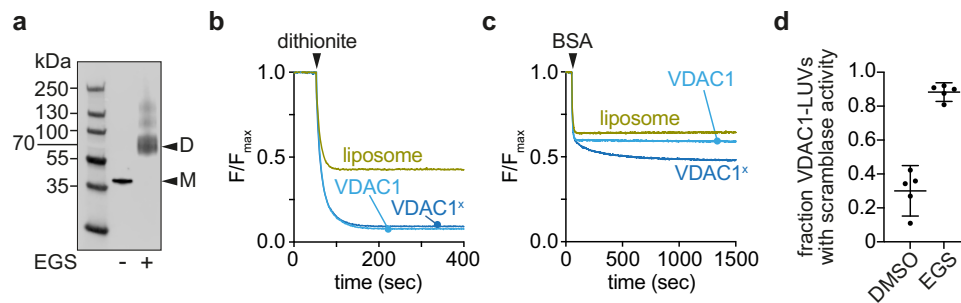 a
kDa
250
130
100
70
55
35
D
M
EGS - +
b
dithionite
1.0
0.5
0.0
F/Fmax
liposome
VDAC1
VDAC1x
0 200 400
time (sec)
c
BSA
1.0
0.5
0.0
F/Fmax
VDAC1
liposome
VDAC1x
0 500 1000 1500
time (sec)
d
fraction VDAC1-LUVs
with scramblase activity
1.0
0.8
0.6
0.4
0.2
0
DMSO
EGS